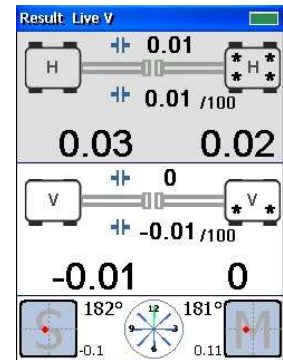 Result Live V
0.01
H H
0.01 /100
0.03 0.02
0
V V
-0.01 /100
-0.01 0
182° 12 181°
S 9 3 M
-0.1 6 0.11